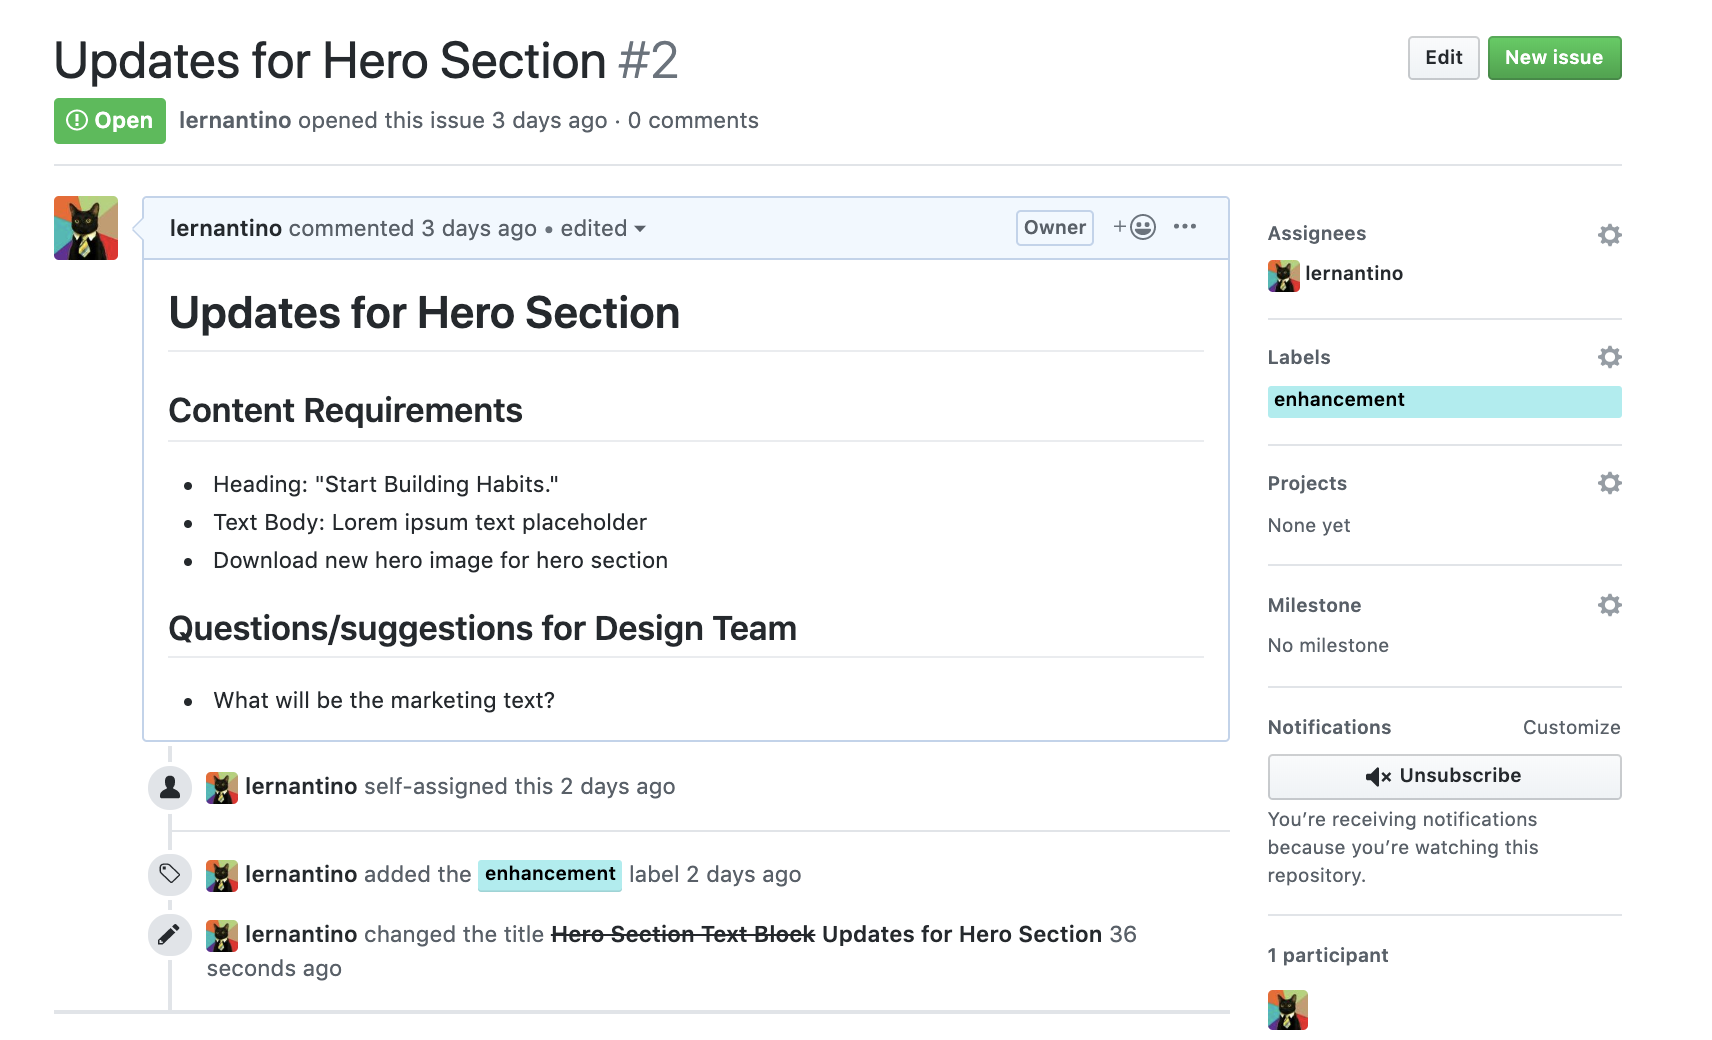 Updates for Hero Section #2
Edit
New issue
Open
lernantino opened this issue 3 days ago · 0 comments
lernantino commented 3 days ago • edited
Owner
Updates for Hero Section
Content Requirements
• Heading: "Start Building Habits."
• Text Body: Lorem ipsum text placeholder
• Download new hero image for hero section
Questions/suggestions for Design Team
• What will be the marketing text?
lernantino self-assigned this 2 days ago
lernantino added the enhancement label 2 days ago
lernantino changed the title Hero Section Text Block Updates for Hero Section 36
seconds ago
Assignees
lernantino
Labels
enhancement
Projects
None yet
Milestone
No milestone
Notifications
Customize
Unsubscribe
You’re receiving notifications
because you’re watching this
repository.
1 participant